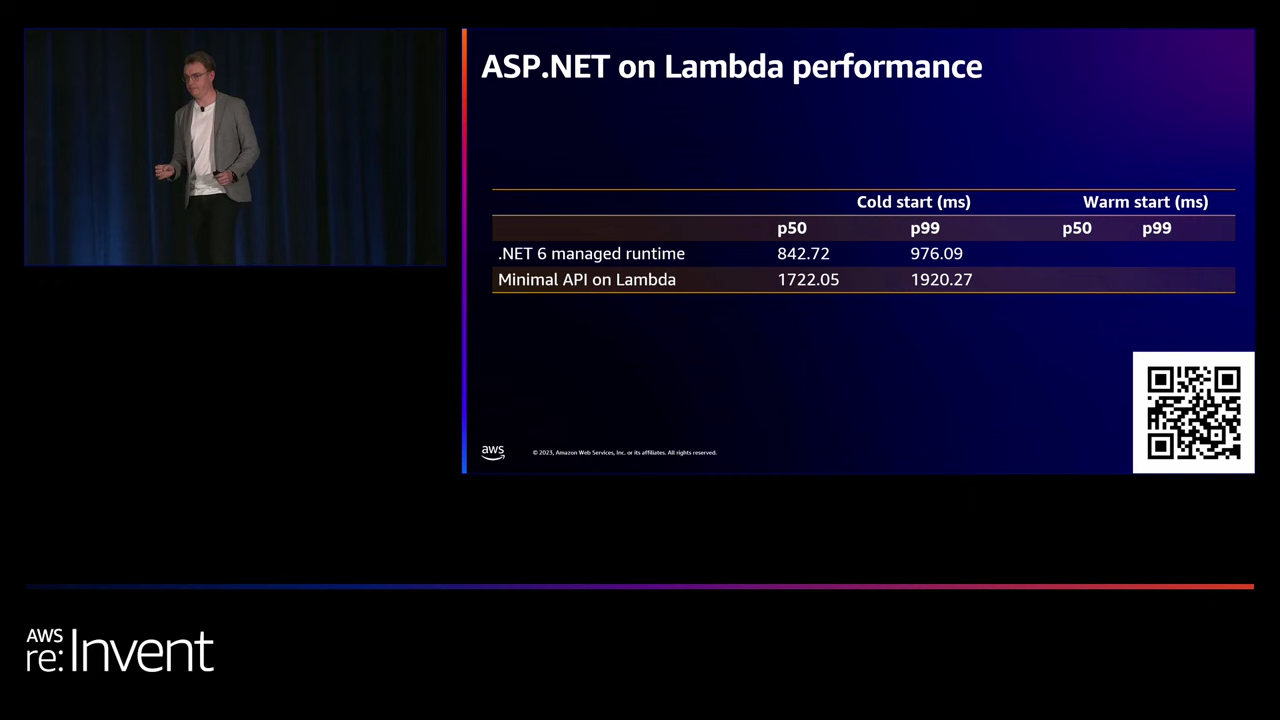 ASP.NET on Lambda performance
Cold start (ms) Warm start (ms)
p50 p99 p50 p99
.NET 6 managed runtime 842.72 976.09
Minimal API on Lambda 1722.05 1920.27
aws
© 2023, Amazon Web Services, Inc. or its affiliates. All rights reserved.
AWS
re:Invent